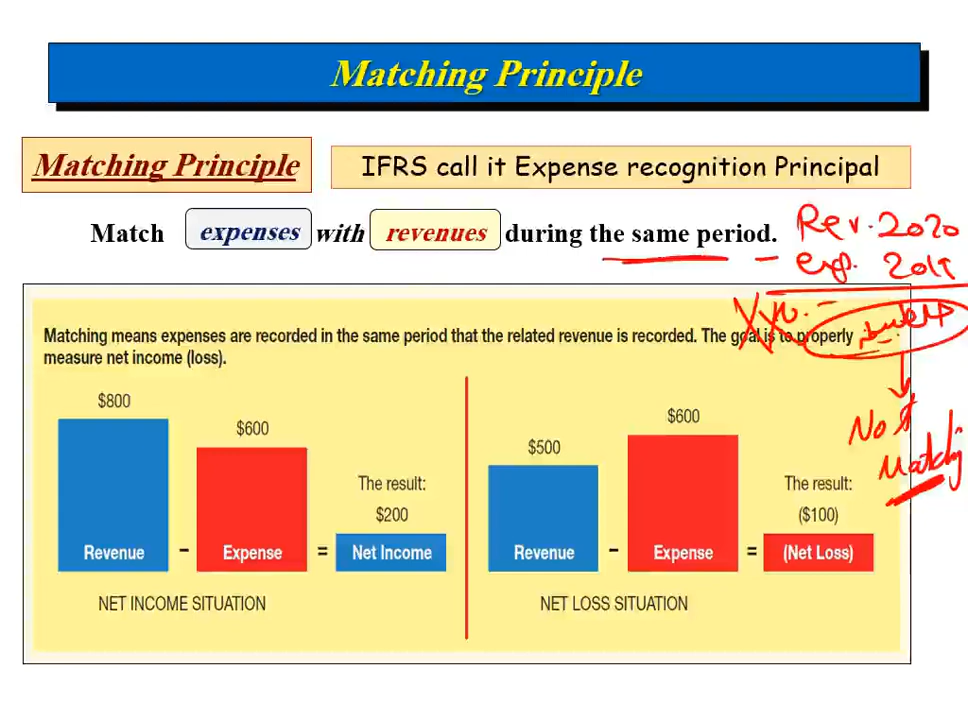 Matching Principle
Matching Principle
IFRS call it Expense recognition Principal
Match expenses with revenues during the same period.
Rev. 2020
exp. 2019
Matching means expenses are recorded in the same period that the related revenue is recorded. The goal is to properly
measure net income (loss).
Not
Matching
$800
$600
The result:
$200
Revenue - Expense = Net Income
NET INCOME SITUATION
$500
$600
The result:
($100)
Revenue - Expense = (Net Loss)
NET LOSS SITUATION